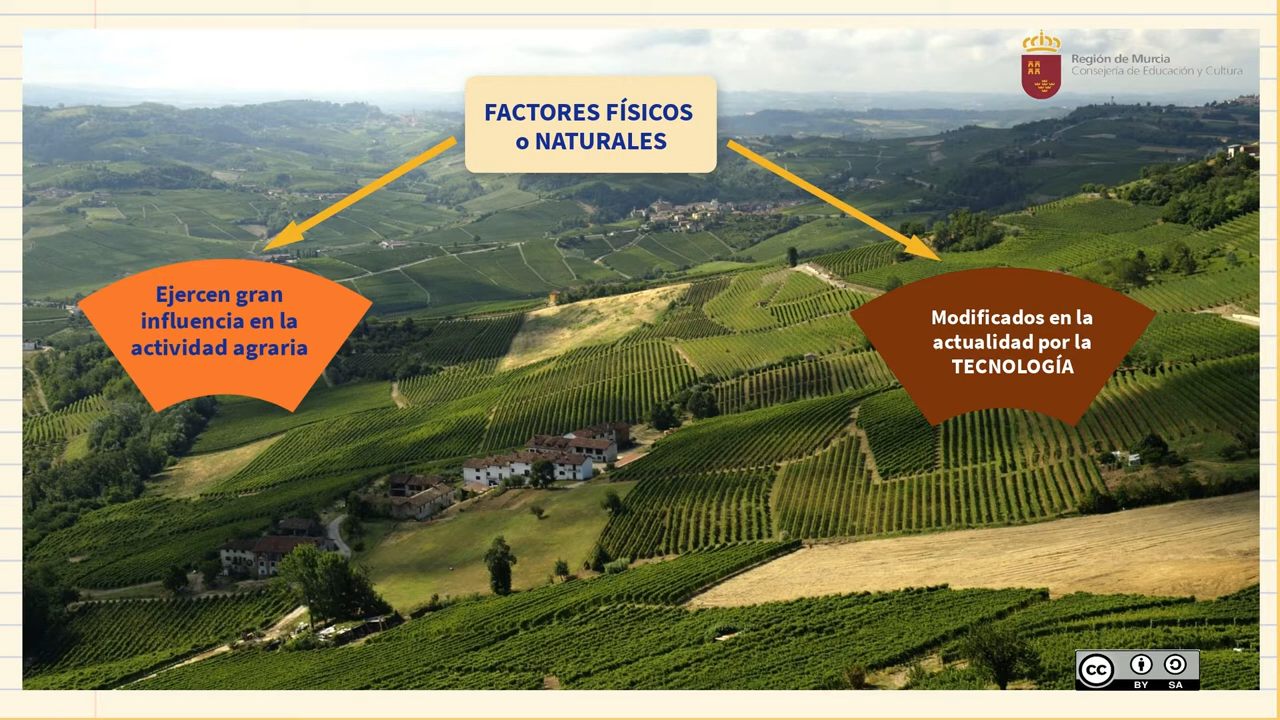 Región de Murcia
Consejería de Educación y Cultura
FACTORES FÍSICOS
o NATURALES
Ejercen gran
influencia en la
actividad agraria
Modificados en la
actualidad por la
TECNOLOGÍA
cc
BY SA